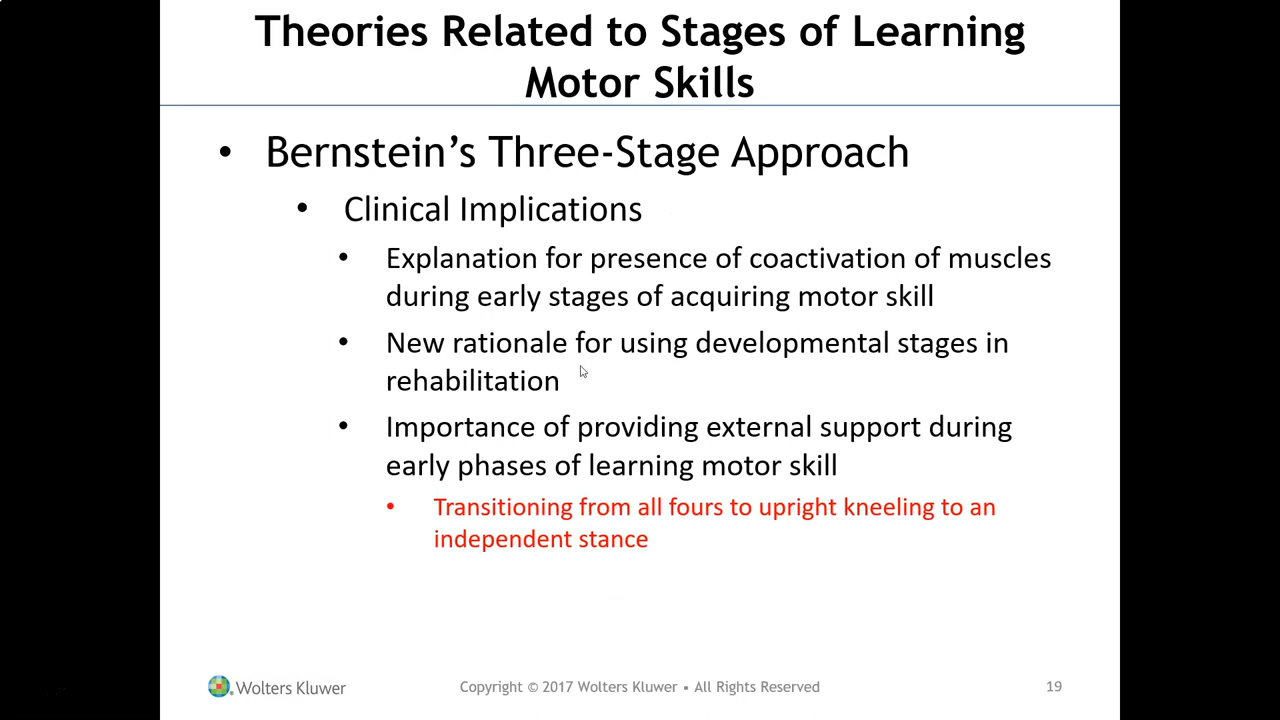 Theories Related to Stages of Learning
Motor Skills
• Bernstein’s Three-Stage Approach
• Clinical Implications
• Explanation for presence of coactivation of muscles
during early stages of acquiring motor skill
• New rationale for using developmental stages in
rehabilitation
• Importance of providing external support during
early phases of learning motor skill
• Transitioning from all fours to upright kneeling to an
independent stance
Wolters Kluwer
Copyright © 2017 Wolters Kluwer • All Rights Reserved
19